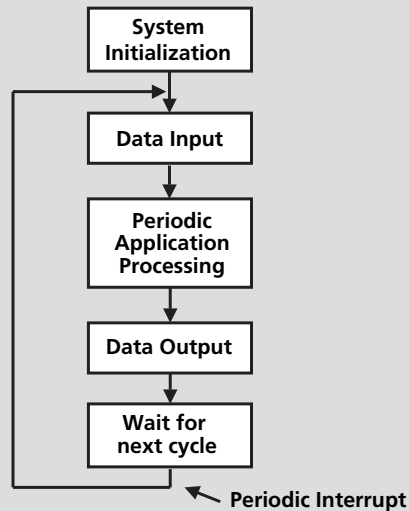 System
Initialization
Data Input
Periodic
Application
Processing
Data Output
Wait for
next cycle
Periodic Interrupt